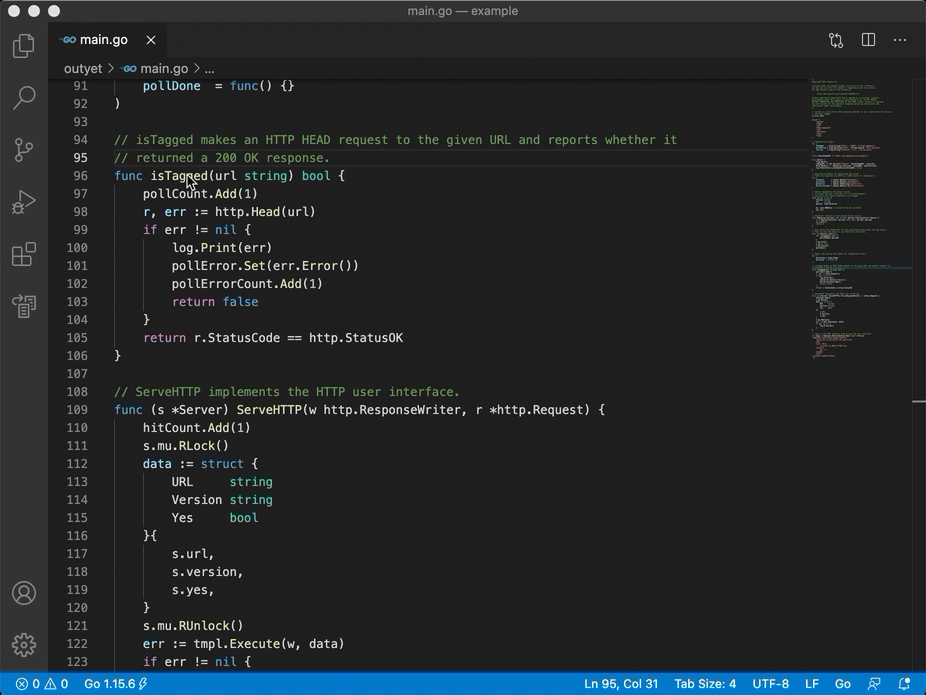 main.go — example
GO main.go
outyet > GO main.go > ...
91 pollDone = func() {}
92 )
93
94 // isTagged makes an HTTP HEAD request to the given URL and reports whether it
95 // returned a 200 OK response.
96 func isTagged(url string) bool {
97 pollCount.Add(1)
98 r, err := http.Head(url)
99 if err != nil {
100 log.Print(err)
101 pollError.Set(err.Error())
102 pollErrorCount.Add(1)
103 return false
104 }
105 return r.StatusCode == http.StatusOK
106 }
107
108 // ServeHTTP implements the HTTP user interface.
109 func (s *Server) ServeHTTP(w http.ResponseWriter, r *http.Request) {
110 hitCount.Add(1)
111 s.mu.RLock()
112 data := struct {
113 URL string
114 Version string
115 Yes bool
116 }{
117 s.url,
118 s.version,
119 s.yes,
120 }
121 s.mu.RUnlock()
122 err := tmpl.Execute(w, data)
123 if err != nil {
0 0 Go 1.15.6 Ln 95, Col 31 Tab Size: 4 UTF-8 LF Go